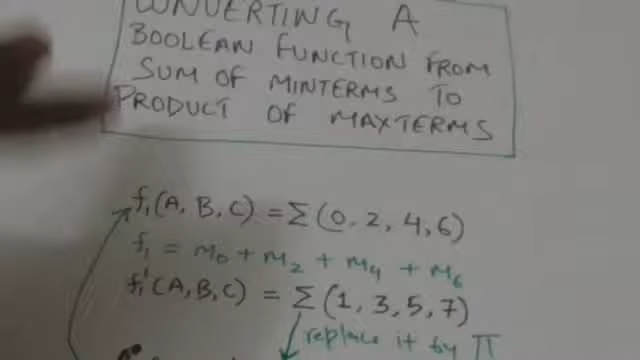 CONVERTING A
BOOLEAN FUNCTION FROM
SUM OF MINTERMS TO
PRODUCT OF MAXTERMS
f₁(A, B, C) = Σ(0, 2, 4, 6)
f₁ = m₀ + m₂ + m₄ + m₆
f₁'(A, B, C) = Σ(1, 3, 5, 7)
replace it by Π